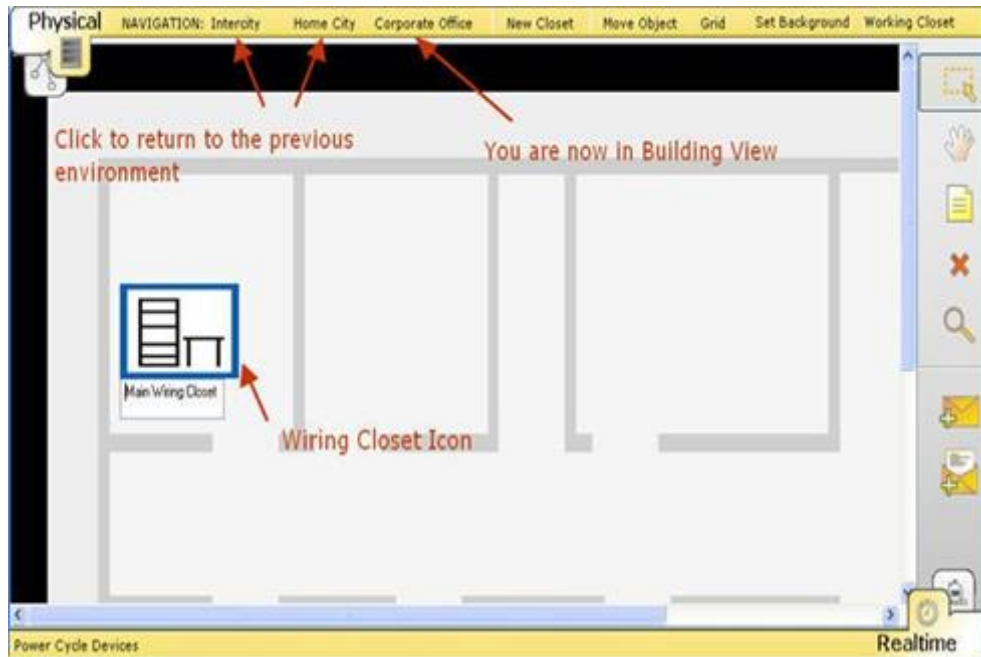 Physical NAVIGATION: Intercity Home City Corporate Office New Closet Move Object Grid Set Background Working Closet
Click to return to the previous
environment
You are now in Building View
Main Wiring Closet
Wiring Closet Icon
Power Cycle Devices
Realtime